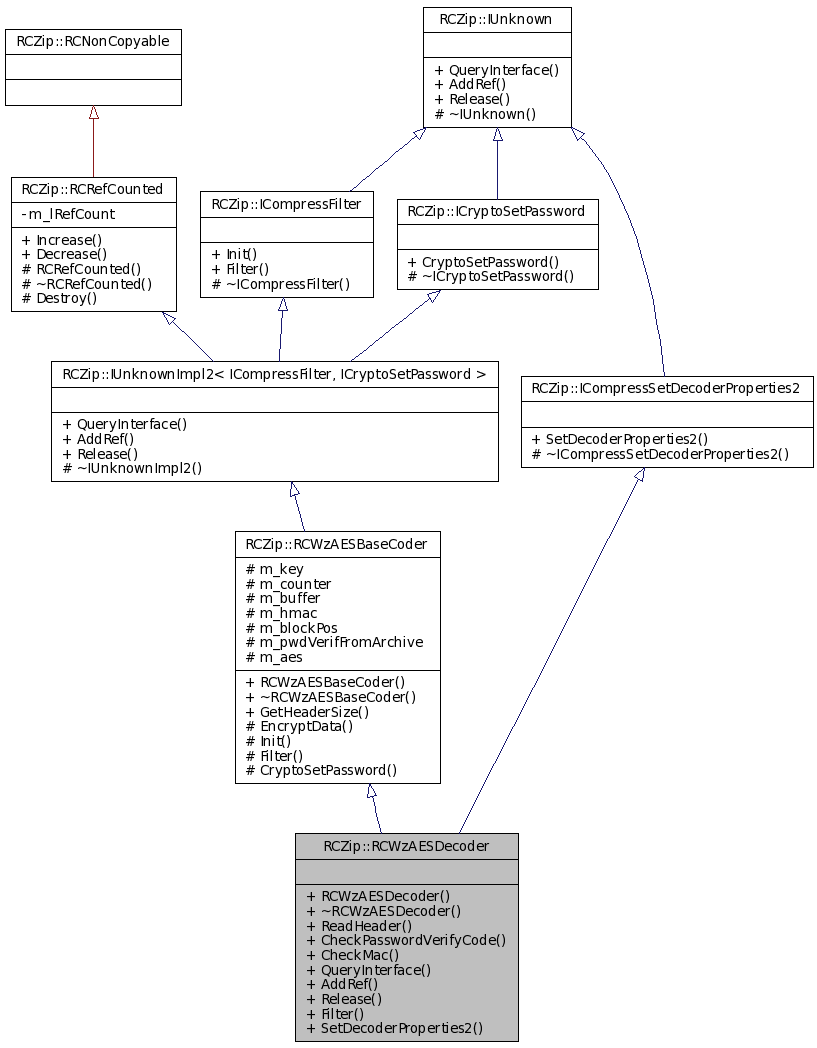 RCZip::IUnknown
+ QueryInterface()
+ AddRef()
+ Release()
# ~IUnknown()
RCZip::RCNonCopyable
RCZip::RCRefCounted
- m_lRefCount
+ Increase()
+ Decrease()
# RCRefCounted()
# ~RCRefCounted()
# Destroy()
RCZip::ICompressFilter
+ Init()
+ Filter()
# ~ICompressFilter()
RCZip::ICryptoSetPassword
+ CryptoSetPassword()
# ~ICryptoSetPassword()
RCZip::IUnknownImpl2< ICompressFilter, ICryptoSetPassword >
+ QueryInterface()
+ AddRef()
+ Release()
# ~IUnknownImpl2()
RCZip::ICompressSetDecoderProperties2
+ SetDecoderProperties2()
# ~ICompressSetDecoderProperties2()
RCZip::RCWzAESBaseCoder
# m_key
# m_counter
# m_buffer
# m_hmac
# m_blockPos
# m_pwdVerifFromArchive
# m_aes
+ RCWzAESBaseCoder()
+ ~RCWzAESBaseCoder()
+ GetHeaderSize()
# EncryptData()
# Init()
# Filter()
# CryptoSetPassword()
RCZip::RCWzAESDecoder
+ RCWzAESDecoder()
+ ~RCWzAESDecoder()
+ ReadHeader()
+ CheckPasswordVerifyCode()
+ CheckMac()
+ QueryInterface()
+ AddRef()
+ Release()
+ Filter()
+ SetDecoderProperties2()